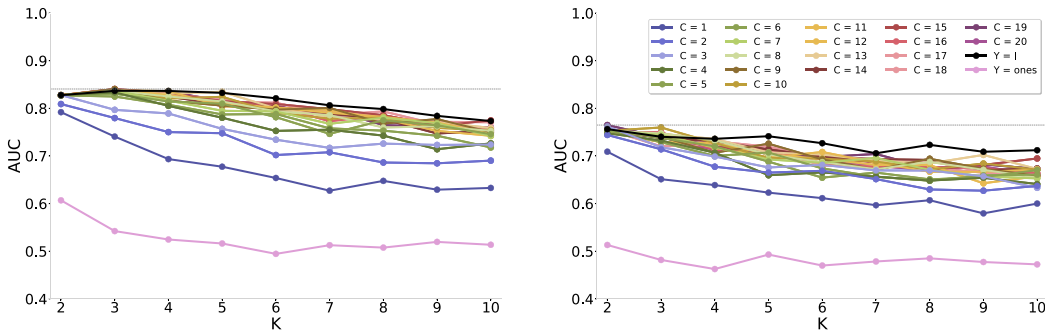 AUC
1.0
0.9
0.8
0.7
0.6
0.5
0.4
2 3 4 5 6 7 8 9 10
K
AUC
1.0
0.9
0.8
0.7
0.6
0.5
0.4
C = 1 C = 6 C = 11 C = 15 C = 19
C = 2 C = 7 C = 12 C = 16 C = 20
C = 3 C = 8 C = 13 C = 17 Y = I
C = 4 C = 9 C = 14 C = 18 Y = ones
C = 5 C = 10
2 3 4 5 6 7 8 9 10
K